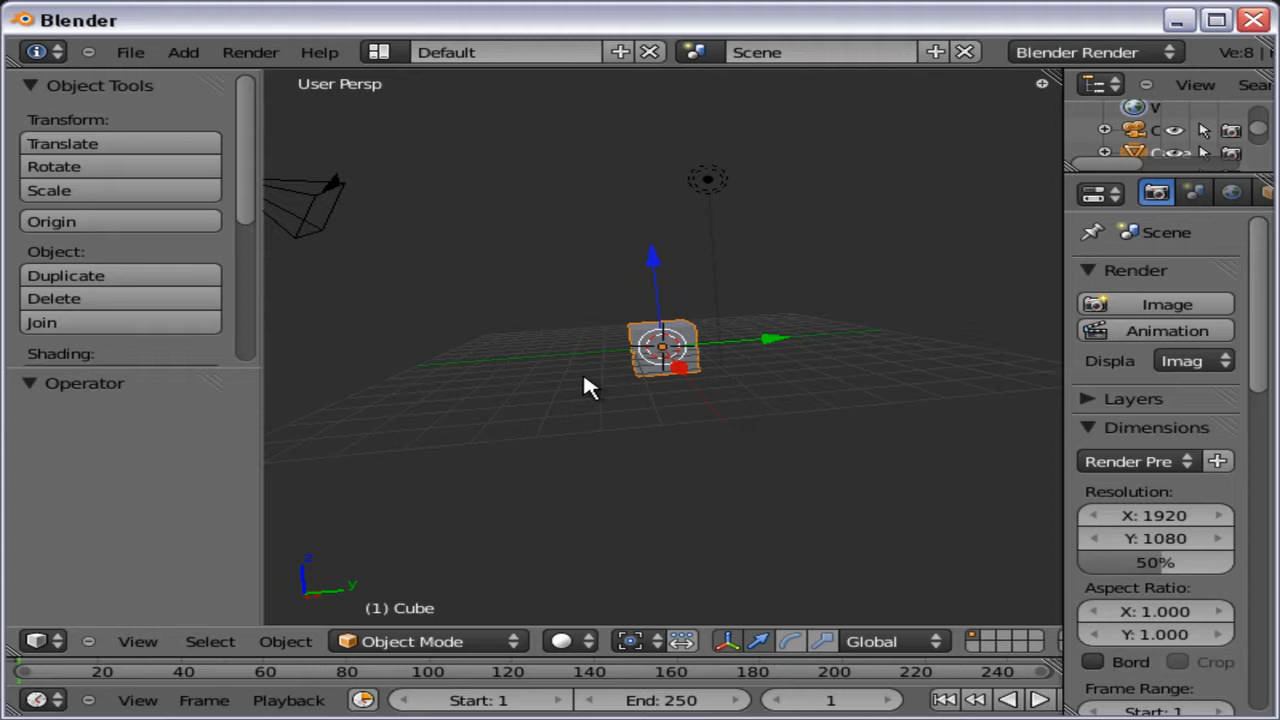 Blender
File Add Render Help Default Scene Blender Render Ve:8 |
Object Tools
Transform:
Translate
Rotate
Scale
Origin
Object:
Duplicate
Delete
Join
Shading:
Operator
User Persp
z
y
(1) Cube
View
V
C
Scene
Render
Image
Animation
Displa Imag
Layers
Dimensions
Render Pre
Resolution:
X: 1920
Y: 1080
50%
Aspect Ratio:
X: 1.000
Y: 1.000
Bord Crop
Frame Range:
Start: 1
View Select Object Object Mode Global
20 40 60 80 100 120 140 160 180 200 220 240
View Frame Playback Start: 1 End: 250 1